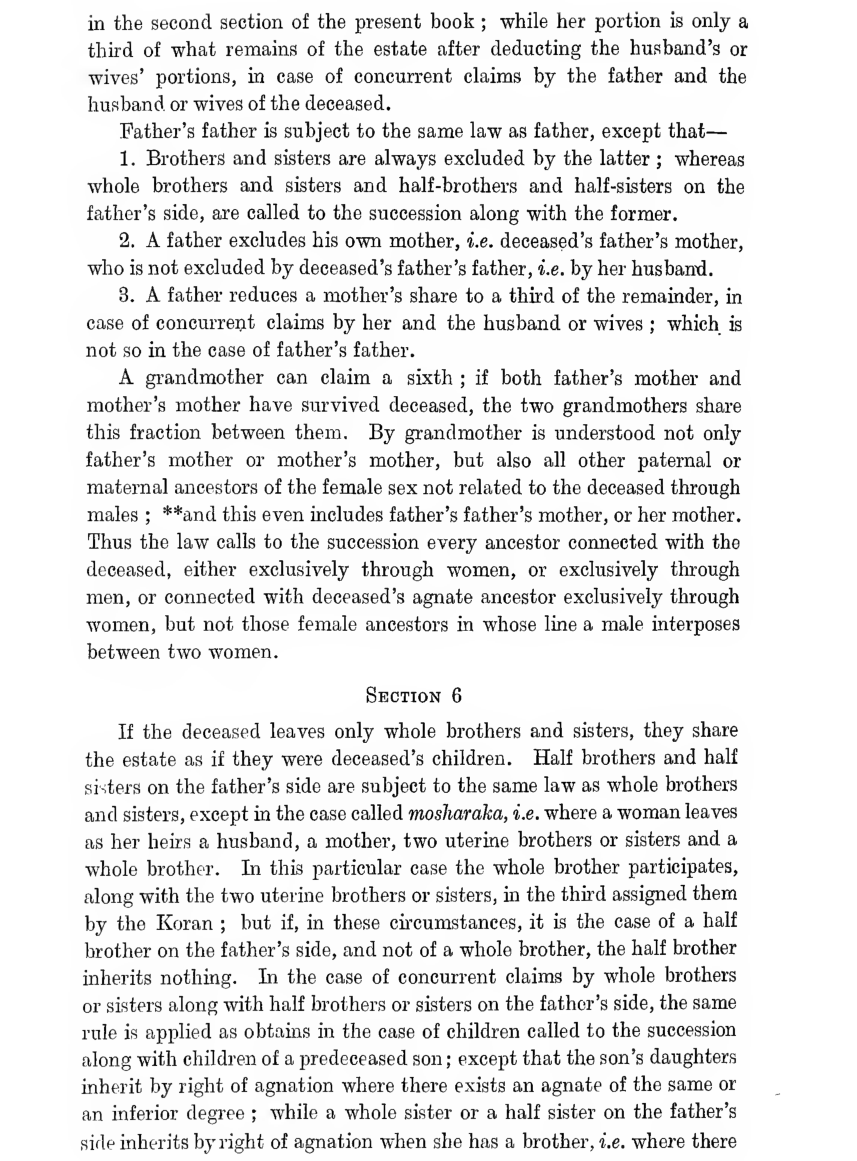 in the second section of the present book ; while her portion is only a
third of what remains of the estate after deducting the husband's or
wives' portions, in case of concurrent claims by the father and the
husband or wives of the deceased.
Father's father is subject to the same law as father, except that—
1. Brothers and sisters are always excluded by the latter ; whereas
whole brothers and sisters and half-brothers and half-sisters on the
father's side, are called to the succession along with the former.
2. A father excludes his own mother, i.e. deceased's father's mother,
who is not excluded by deceased's father's father, i.e. by her husband.
3. A father reduces a mother's share to a third of the remainder, in
case of concurrent claims by her and the husband or wives ; which is
not so in the case of father's father.
A grandmother can claim a sixth ; if both father's mother and
mother's mother have survived deceased, the two grandmothers share
this fraction between them. By grandmother is understood not only
father's mother or mother's mother, but also all other paternal or
maternal ancestors of the female sex not related to the deceased through
males ; **and this even includes father's father's mother, or her mother.
Thus the law calls to the succession every ancestor connected with the
deceased, either exclusively through women, or exclusively through
men, or connected with deceased's agnate ancestor exclusively through
women, but not those female ancestors in whose line a male interposes
between two women.
SECTION 6
If the deceased leaves only whole brothers and sisters, they share
the estate as if they were deceased's children. Half brothers and half
sisters on the father's side are subject to the same law as whole brothers
and sisters, except in the case called mosharaka, i.e. where a woman leaves
as her heirs a husband, a mother, two uterine brothers or sisters and a
whole brother. In this particular case the whole brother participates,
along with the two uterine brothers or sisters, in the third assigned them
by the Koran ; but if, in these circumstances, it is the case of a half
brother on the father's side, and not of a whole brother, the half brother
inherits nothing. In the case of concurrent claims by whole brothers
or sisters along with half brothers or sisters on the father's side, the same
rule is applied as obtains in the case of children called to the succession
along with children of a predeceased son ; except that the son's daughters
inherit by right of agnation where there exists an agnate of the same or
an inferior degree ; while a whole sister or a half sister on the father's
side inherits by right of agnation when she has a brother, i.e. where there